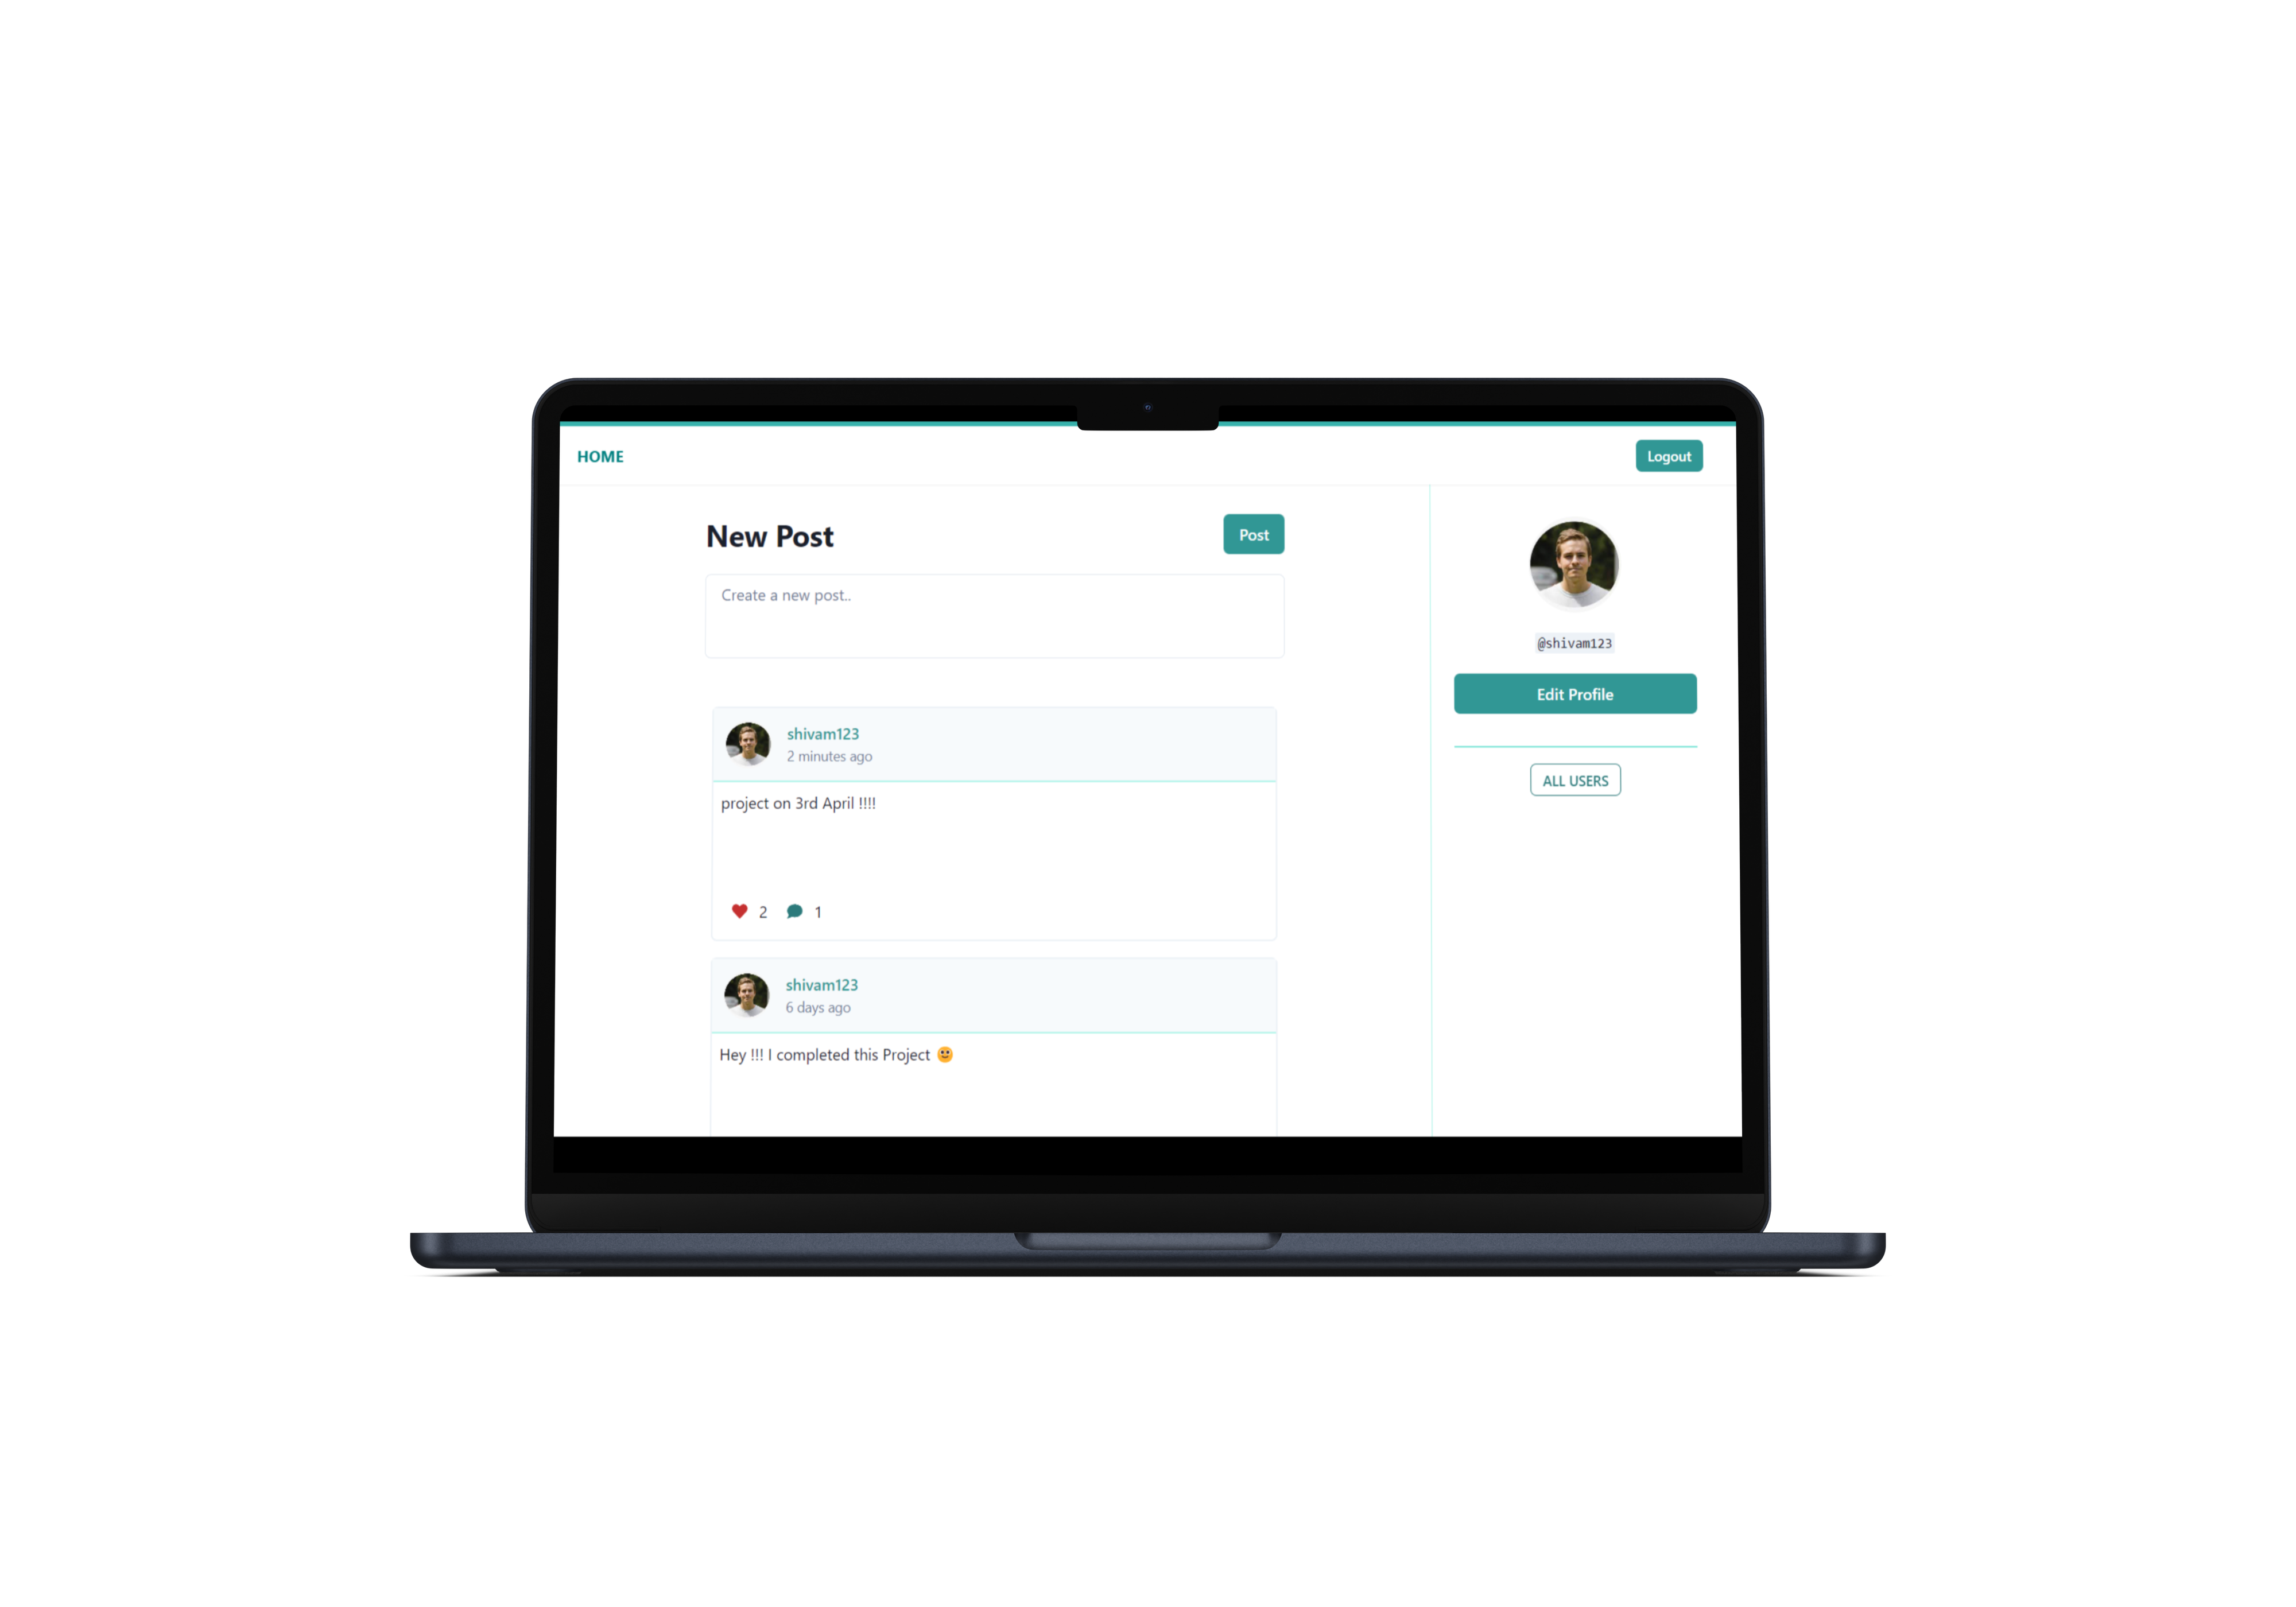 HOME
Logout
New Post
Post
Create a new post..
@shivam123
Edit Profile
ALL USERS
shivam123
2 minutes ago
project on 3rd April !!!!
2 1
shivam123
6 days ago
Hey !!! I completed this Project 🙂